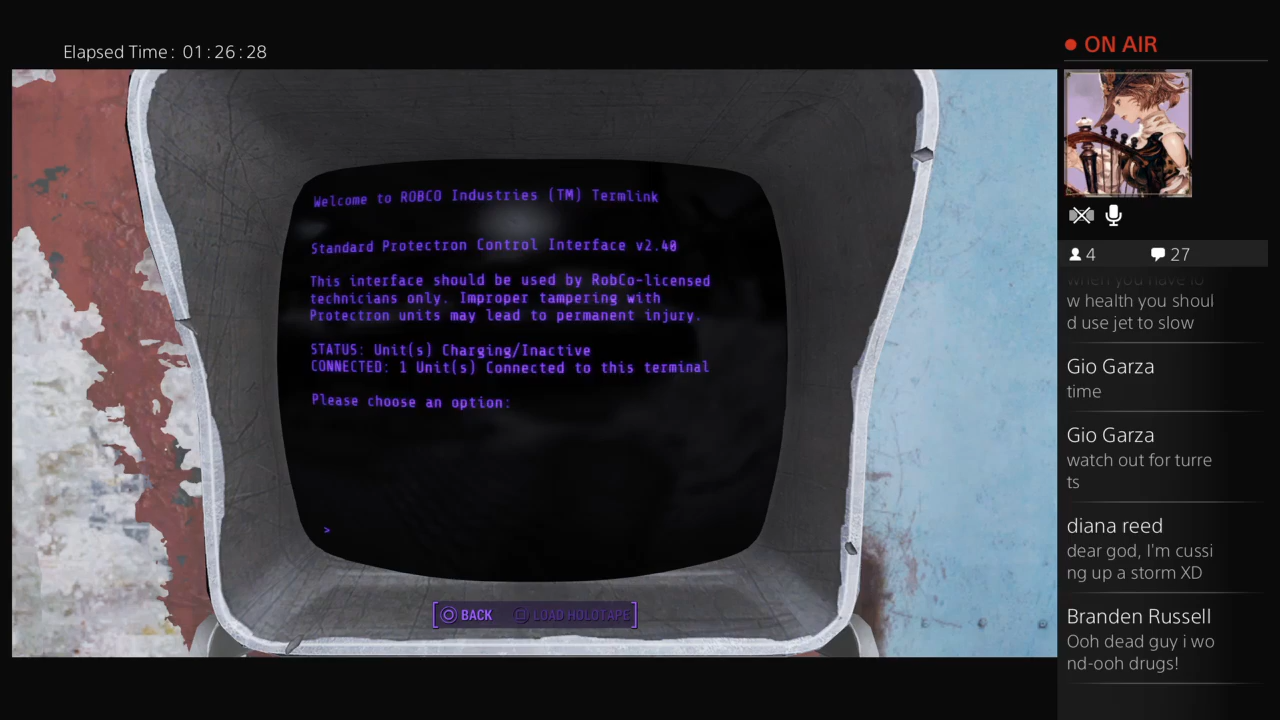 Elapsed Time: 01:26:28
ON AIR
Welcome to ROBCO Industries (TM) Termlink
Standard Protectron Control Interface v2.40
This interface should be used by RobCo-licensed
technicians only. Improper tampering with
Protectron units may lead to permanent injury.
STATUS: Unit(s) Charging/Inactive
CONNECTED: 1 Unit(s) Connected to this terminal
Please choose an option:
>
BACK LOAD HOLOTAPE
4 27
when you have lo
w health you shoul
d use jet to slow
Gio Garza
time
Gio Garza
watch out for turre
ts
diana reed
dear god, I'm cussi
ng up a storm XD
Branden Russell
Ooh dead guy i wo
nd-ooh drugs!